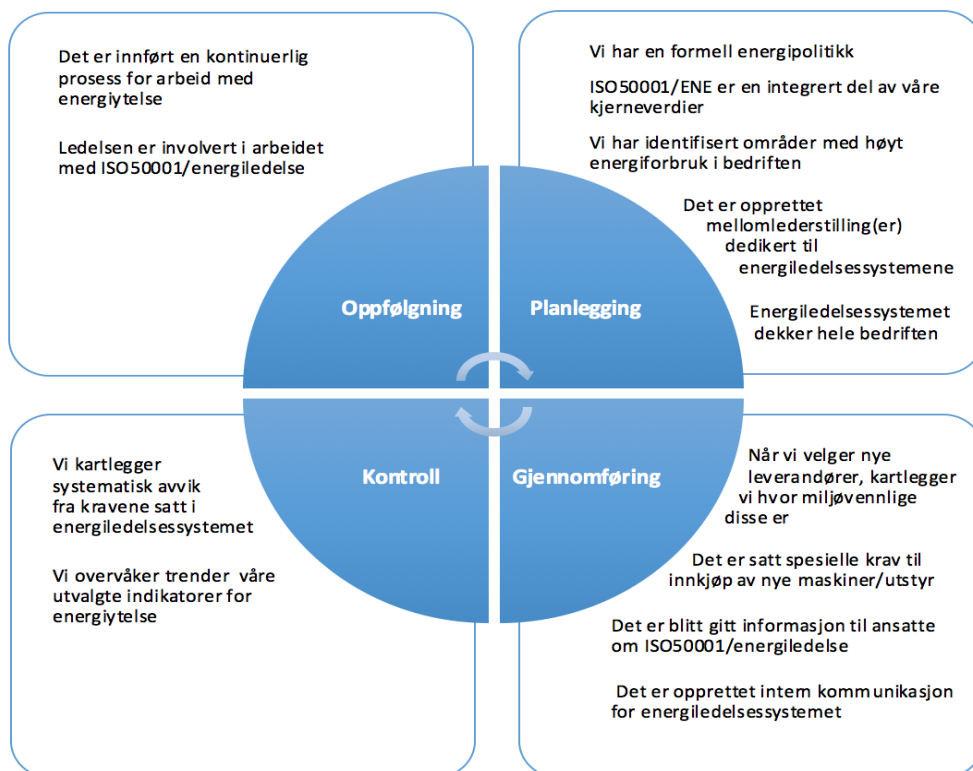 Det er innført en kontinuerlig
prosess for arbeid med
energiytelse
Ledelsen er involvert i arbeidet
med ISO50001/energiledelse
Vi har en formell energipolitikk
ISO50001/ENE er en integrert del av våre
kjerneverdier
Vi har identifisert områder med høyt
energiforbruk i bedriften
Det er opprettet
mellomlederstilling(er)
dedikert til
energiledelsessystemene
Energiledelsessystemet
dekker hele bedriften
Oppfølgning
Planlegging
Kontroll
Gjennomføring
Vi kartlegger
systematisk avvik
fra kravene satt i
energiledelsessystemet
Vi overvåker trender våre
utvalgte indikatorer for
energiytelse
Når vi velger nye
leverandører, kartlegger
vi hvor miljøvennlige
disse er
Det er satt spesielle krav til
innkjøp av nye maskiner/utstyr
Det er blitt gitt informasjon til ansatte
om ISO50001/energiledelse
Det er opprettet intern kommunikasjon
for energiledelsessystemet